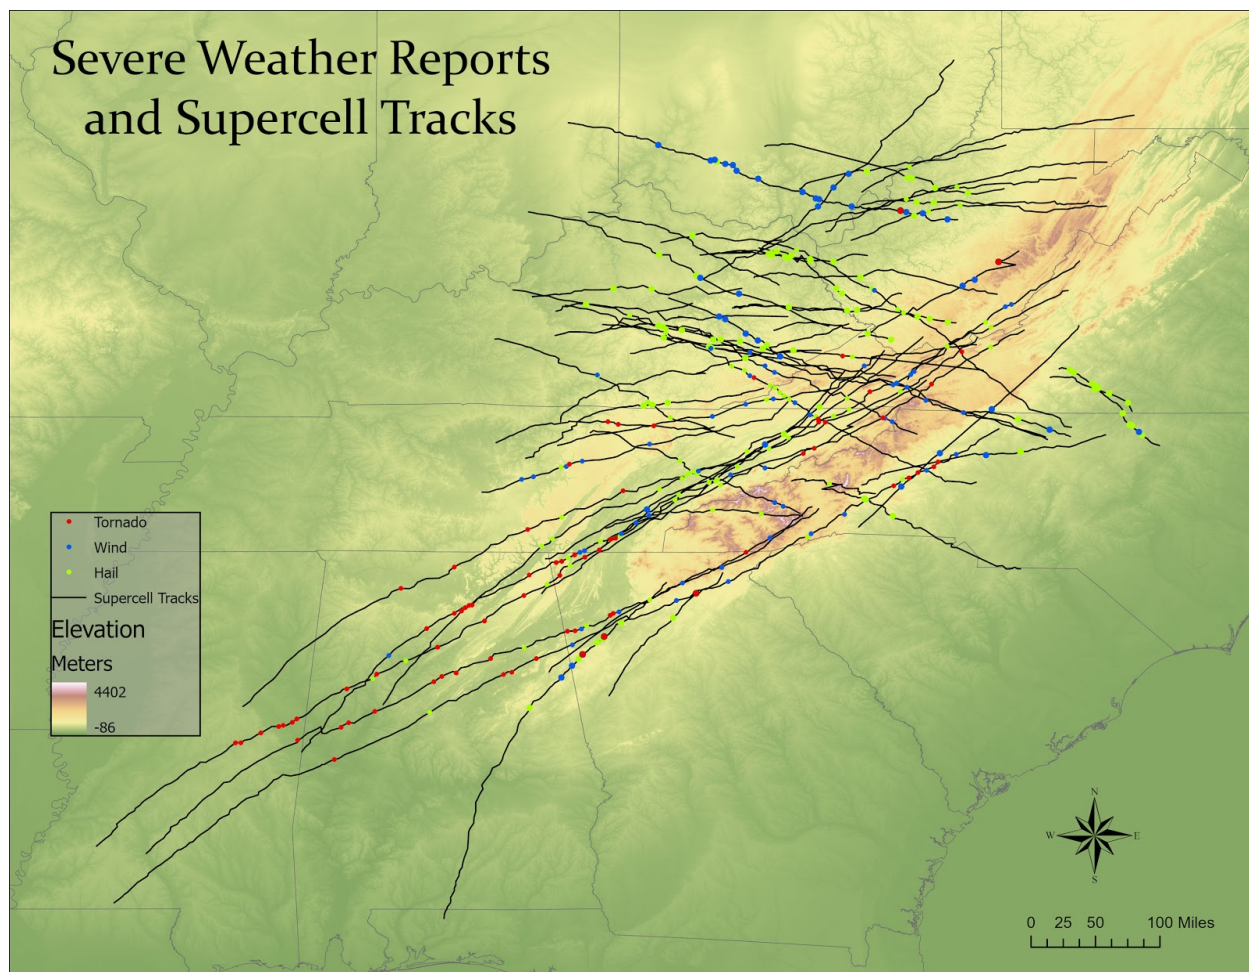 Severe Weather Reports
and Supercell Tracks
Tornado
Wind
Hail
Supercell Tracks
Elevation
Meters
4402
-86
N
W E
S
0 25 50 100 Miles